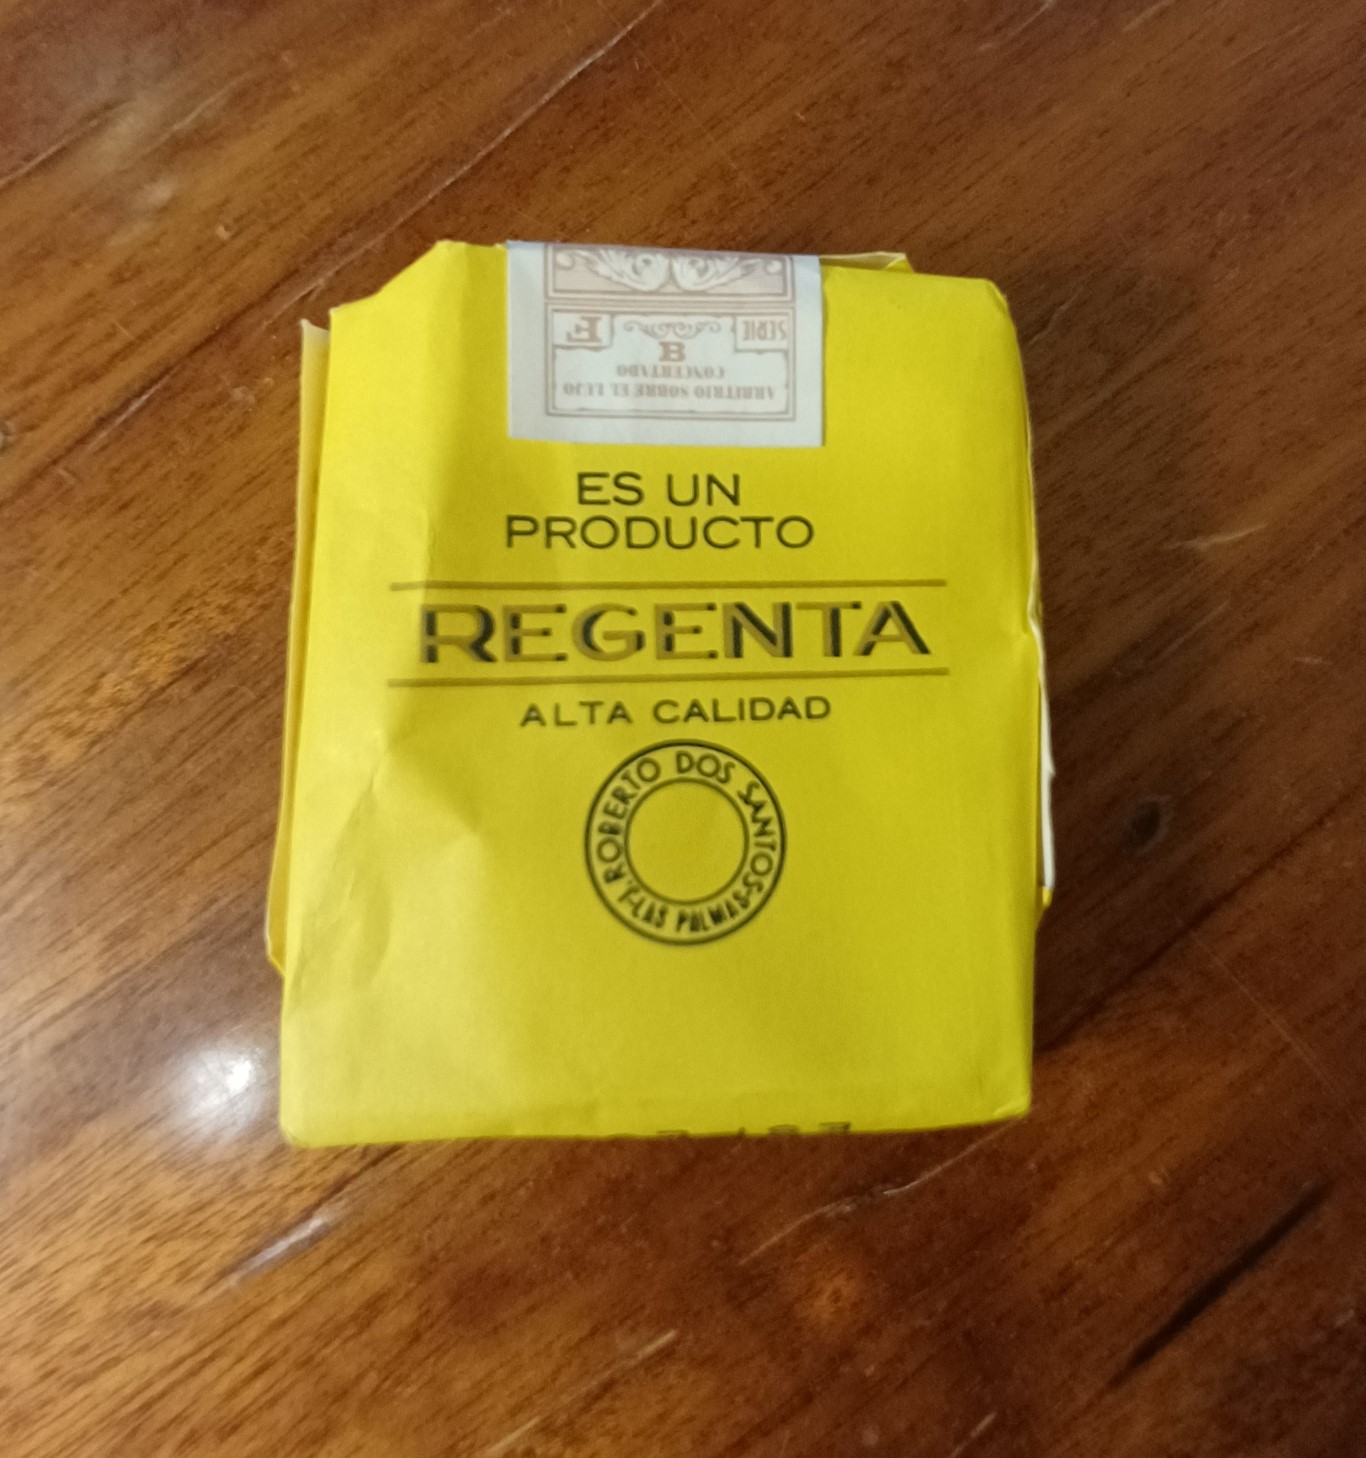 SERIE E
B
CONCERTADO
ARBITRIO SOBRE EL LUJO
ES UN
PRODUCTO
REGENTA
ALTA CALIDAD
ROBERTO DOS SANTOS-LAS PALMAS-